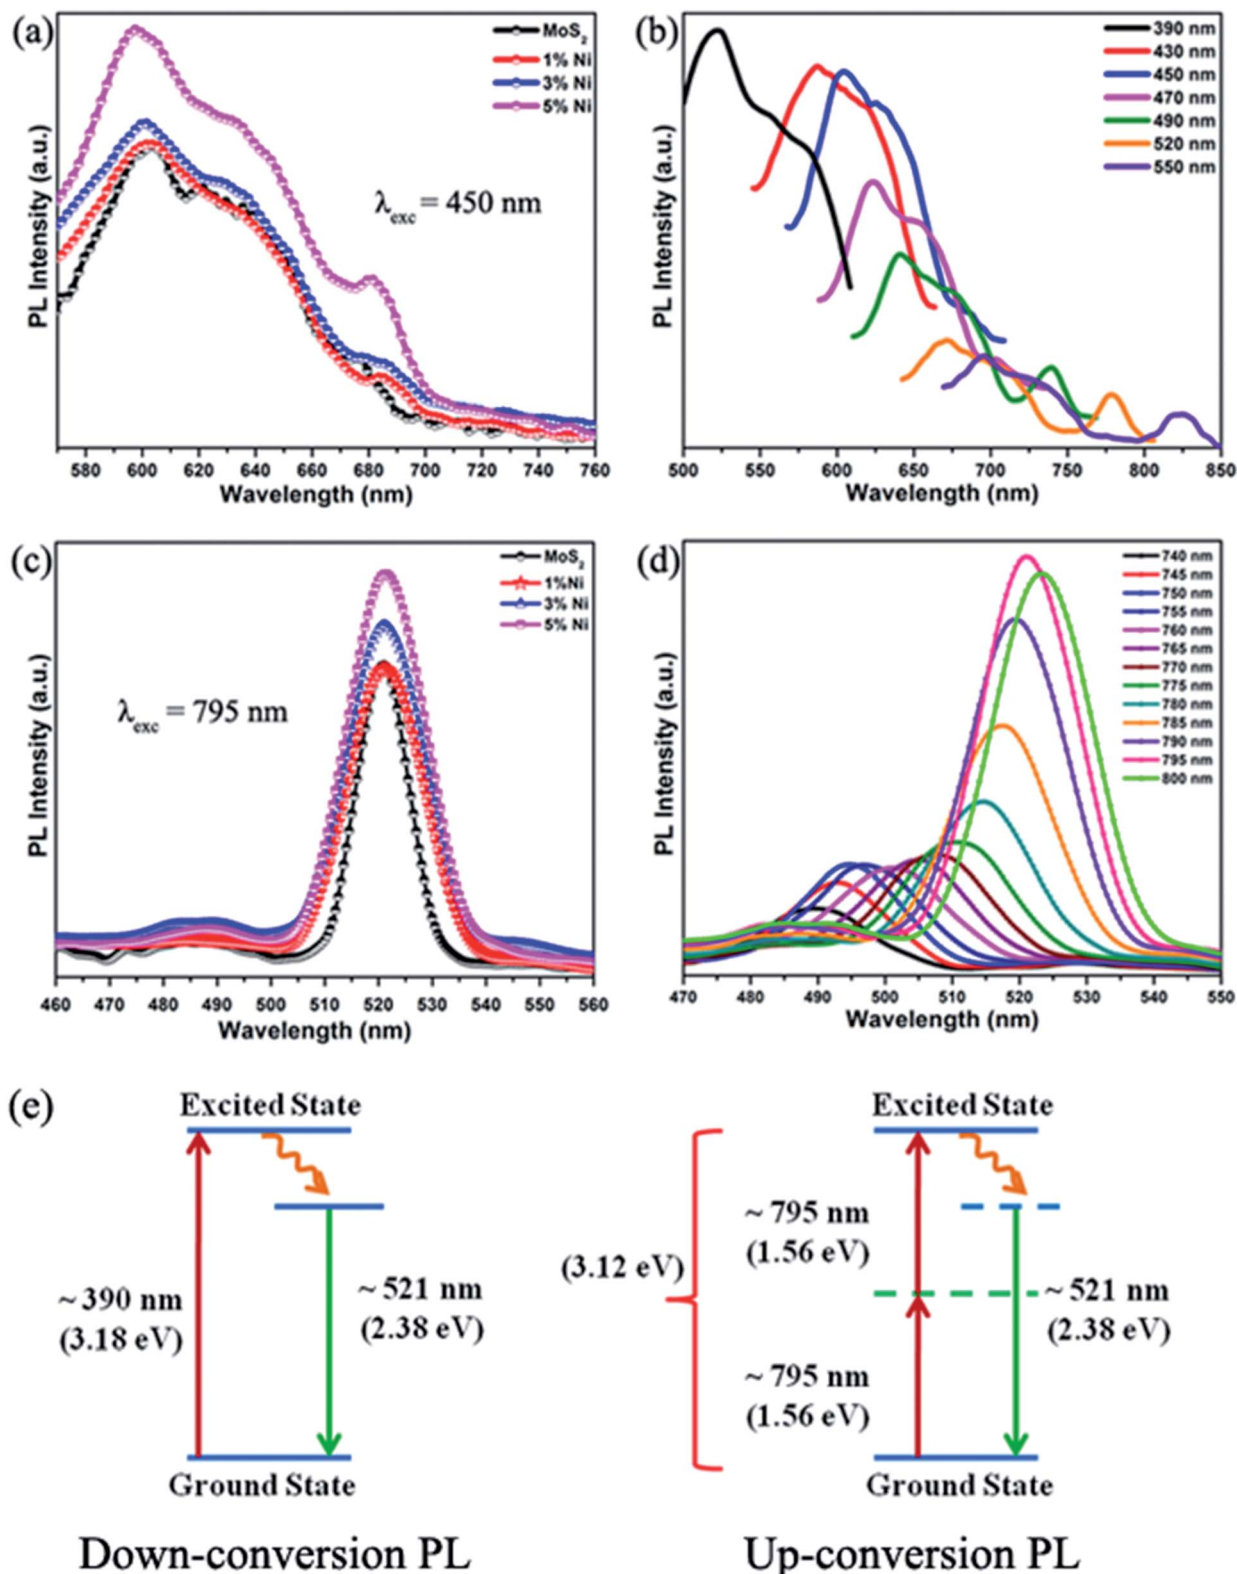 (a)
MoS2
1% Ni
3% Ni
5% Ni
λexc = 450 nm
PL Intensity (a.u.)
580 600 620 640 660 680 700 720 740 760
Wavelength (nm)
(b)
390 nm
430 nm
450 nm
470 nm
490 nm
520 nm
550 nm
PL Intensity (a.u.)
500 550 600 650 700 750 800 850
Wavelength (nm)
(c)
MoS2
1%Ni
3% Ni
5% Ni
λexc = 795 nm
PL Intensity (a.u.)
460 470 480 490 500 510 520 530 540 550 560
Wavelength (nm)
(d)
740 nm
745 nm
750 nm
755 nm
760 nm
765 nm
770 nm
775 nm
780 nm
785 nm
790 nm
795 nm
800 nm
PL Intensity (a.u.)
470 480 490 500 510 520 530 540 550
Wavelength (nm)
(e)
Excited State
~ 390 nm
(3.18 eV)
~ 521 nm
(2.38 eV)
Ground State
Down-conversion PL
Excited State
~ 795 nm
(1.56 eV)
(3.12 eV)
~ 521 nm
(2.38 eV)
~ 795 nm
(1.56 eV)
Ground State
Up-conversion PL